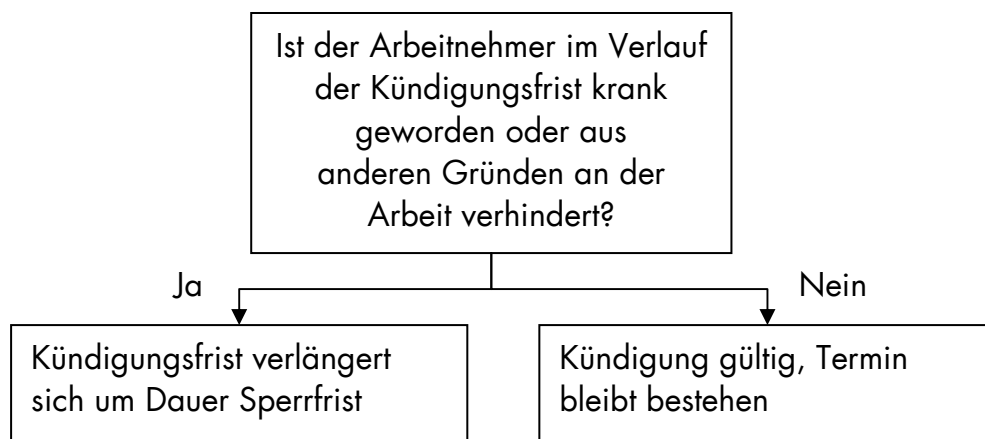 Ist der Arbeitnehmer im Verlauf
der Kündigungsfrist krank
geworden oder aus
anderen Gründen an der
Arbeit verhindert?
Ja
Nein
Kündigungsfrist verlängert
sich um Dauer Sperrfrist
Kündigung gültig, Termin
bleibt bestehen